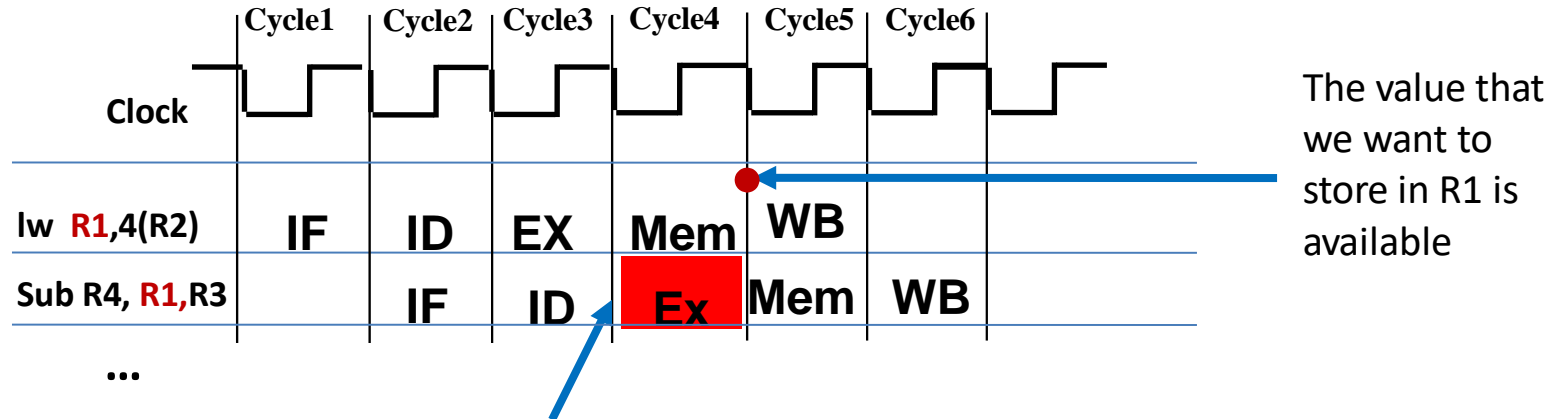 Cycle1 Cycle2 Cycle3 Cycle4 Cycle5 Cycle6
Clock
The value that
we want to
store in R1 is
available
lw R1,4(R2) IF ID EX Mem WB
Sub R4, R1,R3 IF ID Ex Mem WB
...